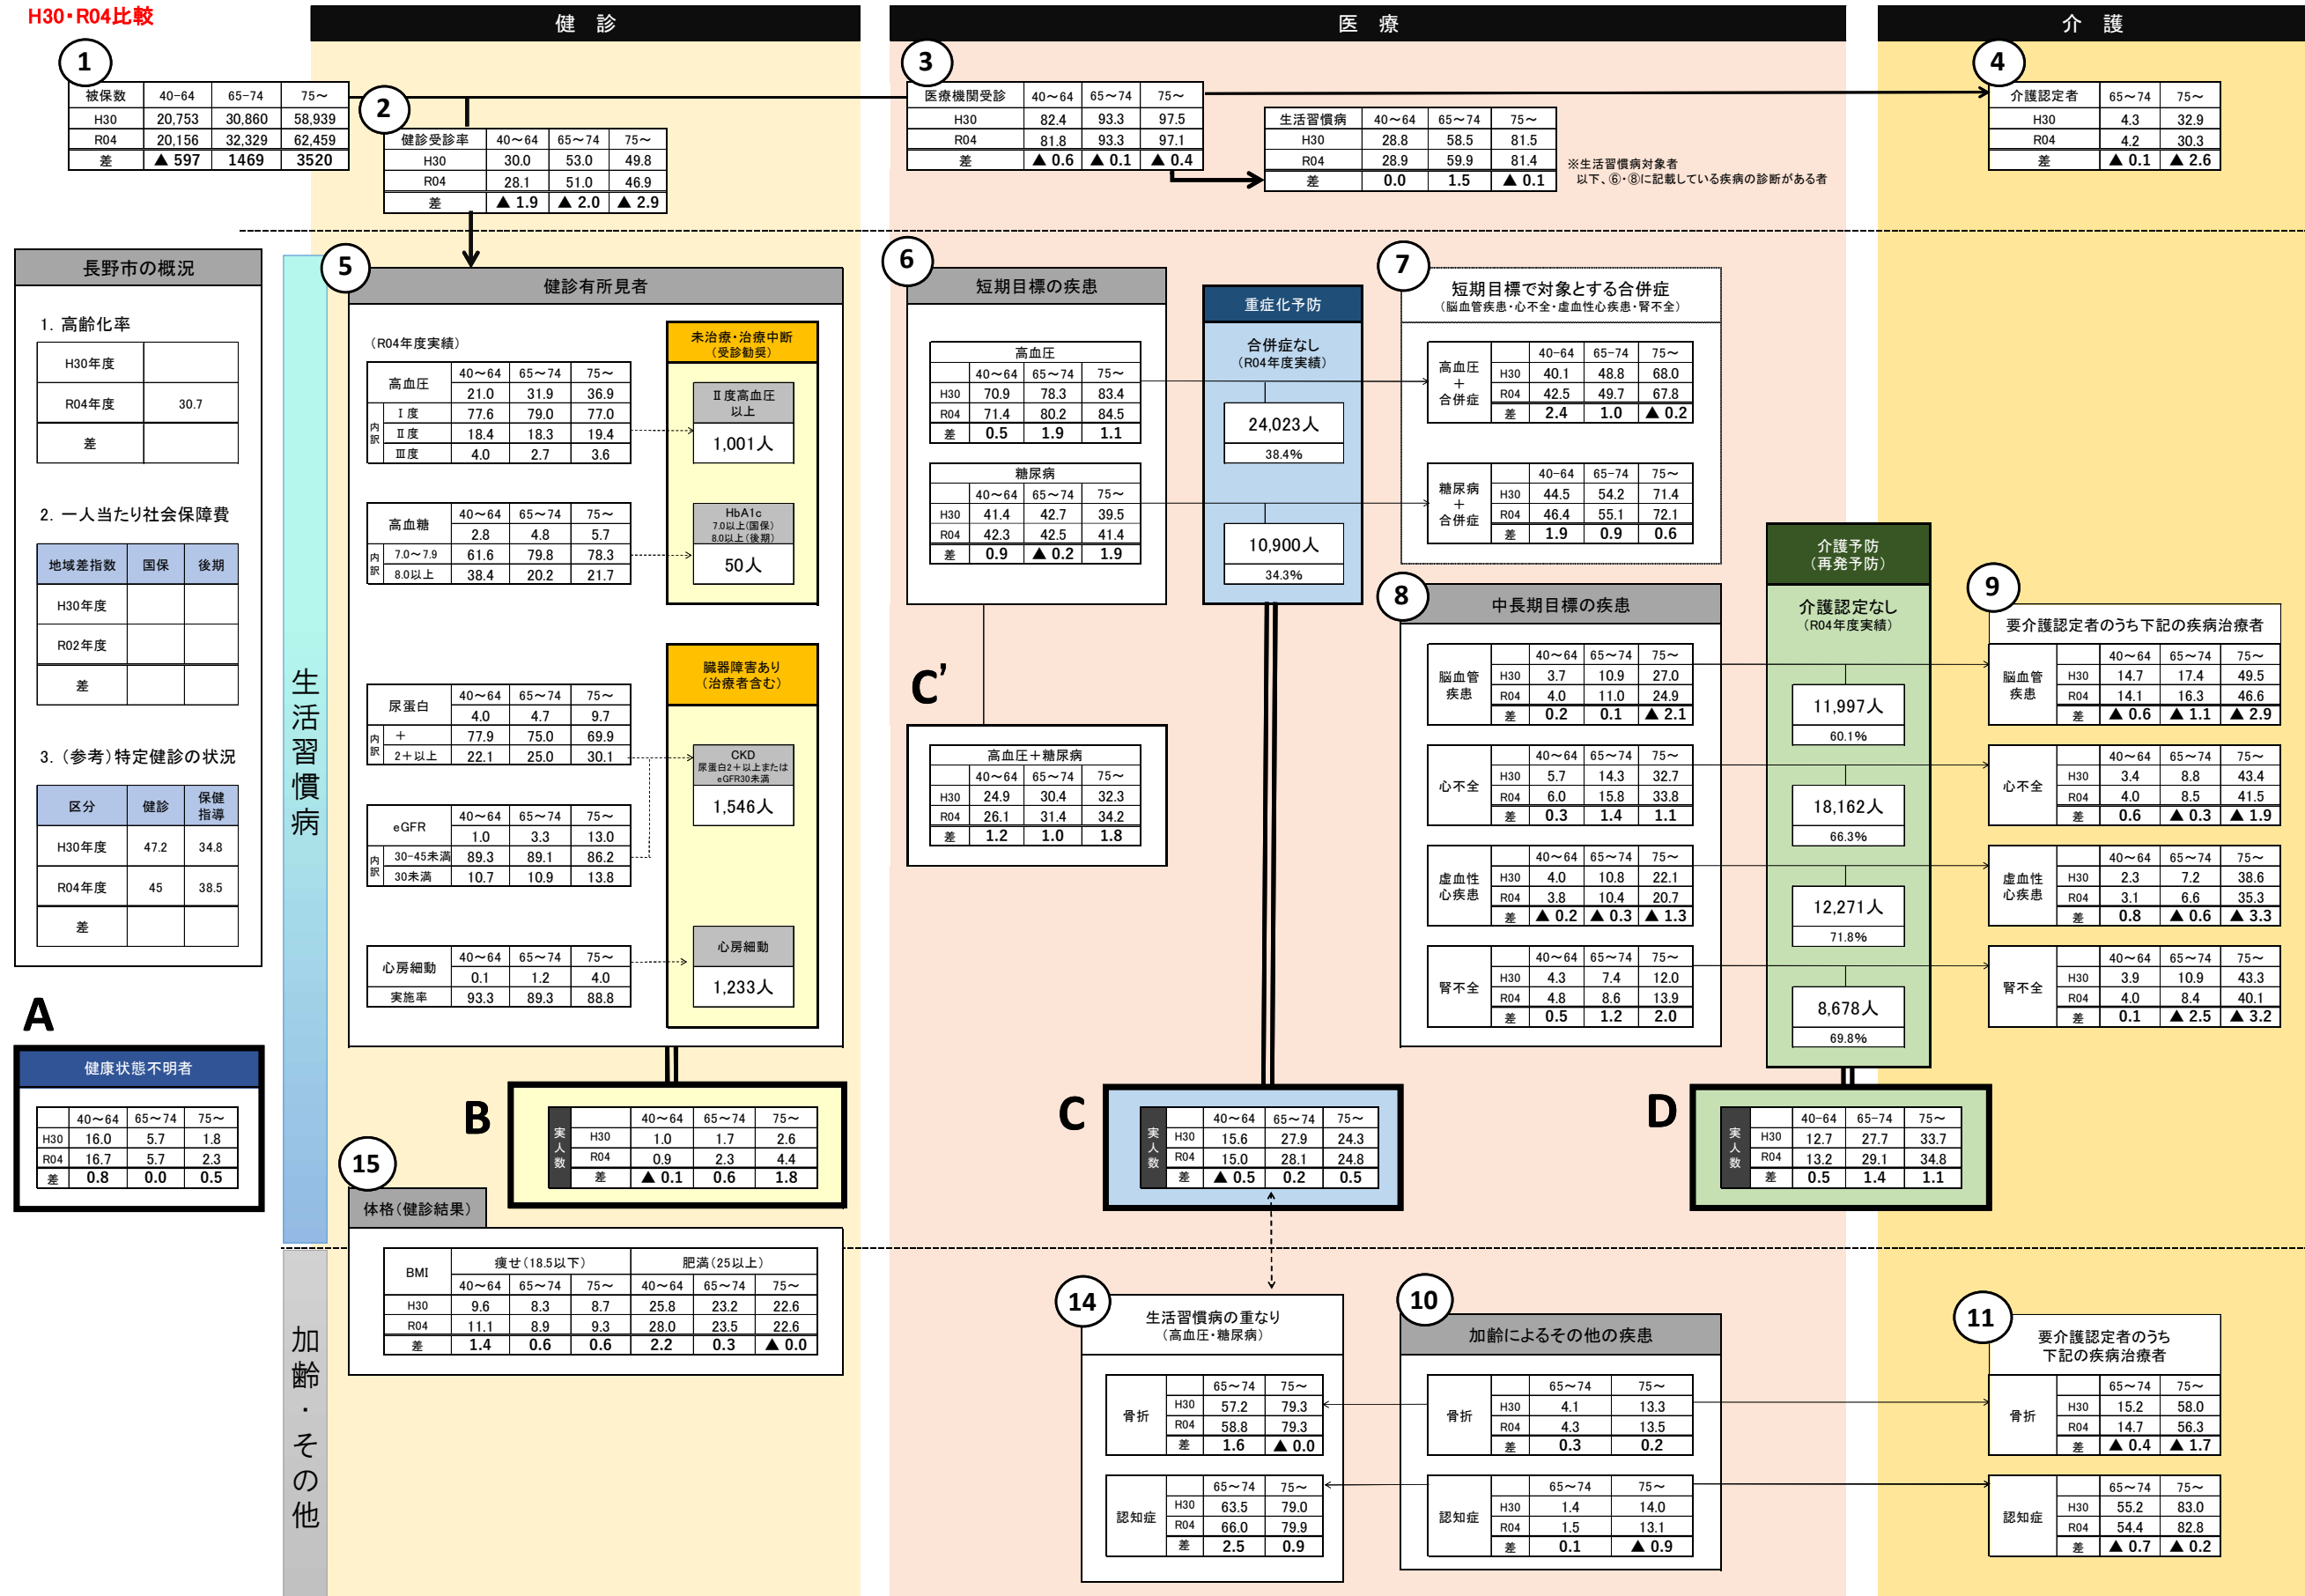 H30・R04比較
健　診
医　療
介　護
①
被保数 40-64 65-74 75～
H30 20,753 30,860 58,939
R04 20,156 32,329 62,459
差 ▲ 597 1469 3520
②
健診受診率 40～64 65～74 75～
H30 30.0 53.0 49.8
R04 28.1 51.0 46.9
差 ▲ 1.9 ▲ 2.0 ▲ 2.9
③
医療機関受診 40～64 65～74 75～
H30 82.4 93.3 97.5
R04 81.8 93.3 97.1
差 ▲ 0.6 ▲ 0.1 ▲ 0.4
生活習慣病 40～64 65～74 75～
H30 28.8 58.5 81.5
R04 28.9 59.9 81.4
差 0.0 1.5 ▲ 0.1
※生活習慣病対象者
以下、⑥・⑧に記載している疾病の診断がある者
④
介護認定者 65～74 75～
H30 4.3 32.9
R04 4.2 30.3
差 ▲ 0.1 ▲ 2.6
長野市の概況
1. 高齢化率
H30年度
R04年度 30.7
差
2. 一人当たり社会保障費
地域差指数 国保 後期
H30年度
R02年度
差
3. （参考）特定健診の状況
区分 健診 保健指導
H30年度 47.2 34.8
R04年度 45 38.5
差
A
健康状態不明者
40～64 65～74 75～
H30 16.0 5.7 1.8
R04 16.7 5.7 2.3
差 0.8 0.0 0.5
生活習慣病
⑤
健診有所見者
（R04年度実績）
高血圧 40～64 65～74 75～
21.0 31.9 36.9
内訳
Ⅰ度 77.6 79.0 77.0
Ⅱ度 18.4 18.3 19.4
Ⅲ度 4.0 2.7 3.6
高血糖 40～64 65～74 75～
2.8 4.8 5.7
内訳
7.0～7.9 61.6 79.8 78.3
8.0以上 38.4 20.2 21.7
尿蛋白 40～64 65～74 75～
4.0 4.7 9.7
内訳
＋ 77.9 75.0 69.9
2＋以上 22.1 25.0 30.1
eGFR 40～64 65～74 75～
1.0 3.3 13.0
内訳
30-45未満 89.3 89.1 86.2
30未満 10.7 10.9 13.8
心房細動 40～64 65～74 75～
0.1 1.2 4.0
実施率 93.3 89.3 88.8
未治療・治療中断
（受診勧奨）
Ⅱ度高血圧
以上
1,001人
HbA1c
7.0以上（国保）
8.0以上（後期）
50人
臓器障害あり
（治療者含む）
CKD
尿蛋白2＋以上または
eGFR30未満
1,546人
心房細動
1,233人
B
実人数
40～64 65～74 75～
H30 1.0 1.7 2.6
R04 0.9 2.3 4.4
差 ▲ 0.1 0.6 1.8
⑥
短期目標の疾患
高血圧
40～64 65～74 75～
H30 70.9 78.3 83.4
R04 71.4 80.2 84.5
差 0.5 1.9 1.1
糖尿病
40～64 65～74 75～
H30 41.4 42.7 39.5
R04 42.3 42.5 41.4
差 0.9 ▲ 0.2 1.9
C’
高血圧＋糖尿病
40～64 65～74 75～
H30 24.9 30.4 32.3
R04 26.1 31.4 34.2
差 1.2 1.0 1.8
重症化予防
合併症なし
（R04年度実績）
24,023人
38.4%
10,900人
34.3%
C
実人数
40～64 65～74 75～
H30 15.6 27.9 24.3
R04 15.0 28.1 24.8
差 ▲ 0.5 0.2 0.5
⑦
短期目標で対象とする合併症
（脳血管疾患・心不全・虚血性心疾患・腎不全）
高血圧
＋
合併症
40-64 65-74 75～
H30 40.1 48.8 68.0
R04 42.5 49.7 67.8
差 2.4 1.0 ▲ 0.2
糖尿病
＋
合併症
40-64 65-74 75～
H30 44.5 54.2 71.4
R04 46.4 55.1 72.1
差 1.9 0.9 0.6
⑧
中長期目標の疾患
脳血管
疾患
40～64 65～74 75～
H30 3.7 10.9 27.0
R04 4.0 11.0 24.9
差 0.2 0.1 ▲ 2.1
心不全
40～64 65～74 75～
H30 5.7 14.3 32.7
R04 6.0 15.8 33.8
差 0.3 1.4 1.1
虚血性
心疾患
40～64 65～74 75～
H30 4.0 10.8 22.1
R04 3.8 10.4 20.7
差 ▲ 0.2 ▲ 0.3 ▲ 1.3
腎不全
40～64 65～74 75～
H30 4.3 7.4 12.0
R04 4.8 8.6 13.9
差 0.5 1.2 2.0
介護予防
（再発予防）
介護認定なし
（R04年度実績）
11,997人
60.1%
18,162人
66.3%
12,271人
71.8%
8,678人
69.8%
D
実人数
40-64 65-74 75～
H30 12.7 27.7 33.7
R04 13.2 29.1 34.8
差 0.5 1.4 1.1
⑨
要介護認定者のうち下記の疾病治療者
脳血管
疾患
40～64 65～74 75～
H30 14.7 17.4 49.5
R04 14.1 16.3 46.6
差 ▲ 0.6 ▲ 1.1 ▲ 2.9
心不全
40～64 65～74 75～
H30 3.4 8.8 43.4
R04 4.0 8.5 41.5
差 0.6 ▲ 0.3 ▲ 1.9
虚血性
心疾患
40～64 65～74 75～
H30 2.3 7.2 38.6
R04 3.1 6.6 35.3
差 0.8 ▲ 0.6 ▲ 3.3
腎不全
40～64 65～74 75～
H30 3.9 10.9 43.3
R04 4.0 8.4 40.1
差 0.1 ▲ 2.5 ▲ 3.2
加齢・その他
⑮
体格（健診結果）
BMI 痩せ（18.5以下） 肥満（25以上）
40～64 65～74 75～ 40～64 65～74 75～
H30 9.6 8.3 8.7 25.8 23.2 22.6
R04 11.1 8.9 9.3 28.0 23.5 22.6
差 1.4 0.6 0.6 2.2 0.3 ▲ 0.0
⑭
生活習慣病の重なり
（高血圧・糖尿病）
骨折
65～74 75～
H30 57.2 79.3
R04 58.8 79.3
差 1.6 ▲ 0.0
認知症
65～74 75～
H30 63.5 79.0
R04 66.0 79.9
差 2.5 0.9
⑩
加齢によるその他の疾患
骨折
65～74 75～
H30 4.1 13.3
R04 4.3 13.5
差 0.3 0.2
認知症
65～74 75～
H30 1.4 14.0
R04 1.5 13.1
差 0.1 ▲ 0.9
⑪
要介護認定者のうち
下記の疾病治療者
骨折
65～74 75～
H30 15.2 58.0
R04 14.7 56.3
差 ▲ 0.4 ▲ 1.7
認知症
65～74 75～
H30 55.2 83.0
R04 54.4 82.8
差 ▲ 0.7 ▲ 0.2